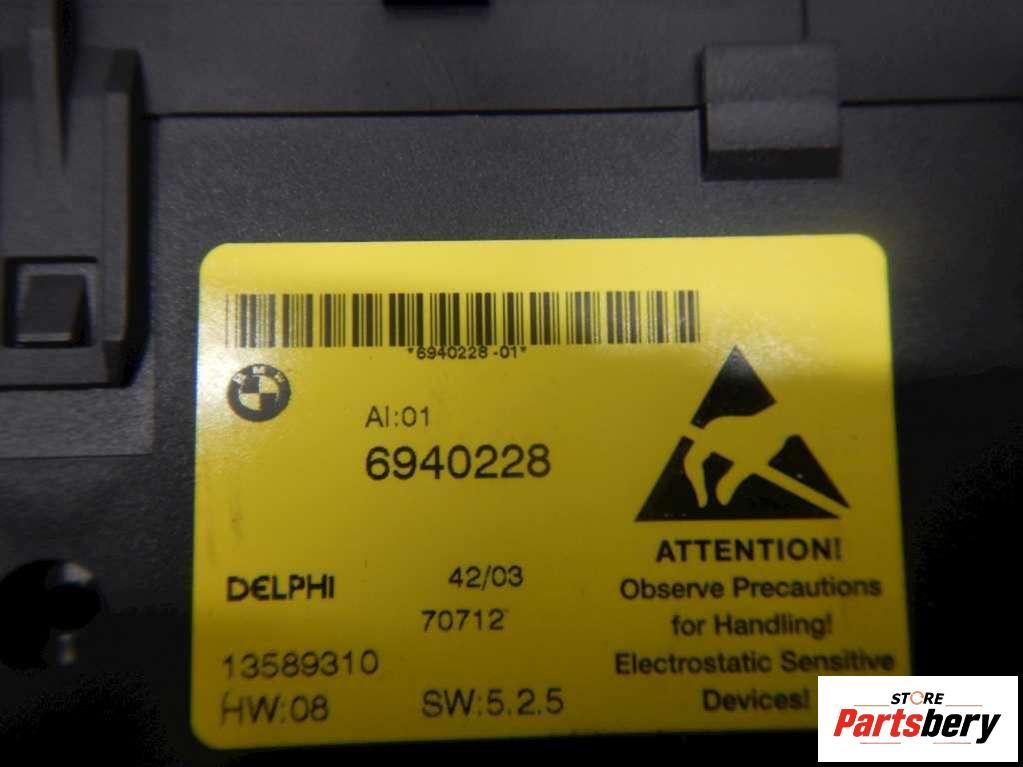 *6940228-01*
BMW
AI:01
6940228
ATTENTION!
Observe Precautions
for Handling!
Electrostatic Sensitive
Devices!
DELPHI
42/03
70712
13589310
HW:08 SW:5.2.5
STORE
Partsbery